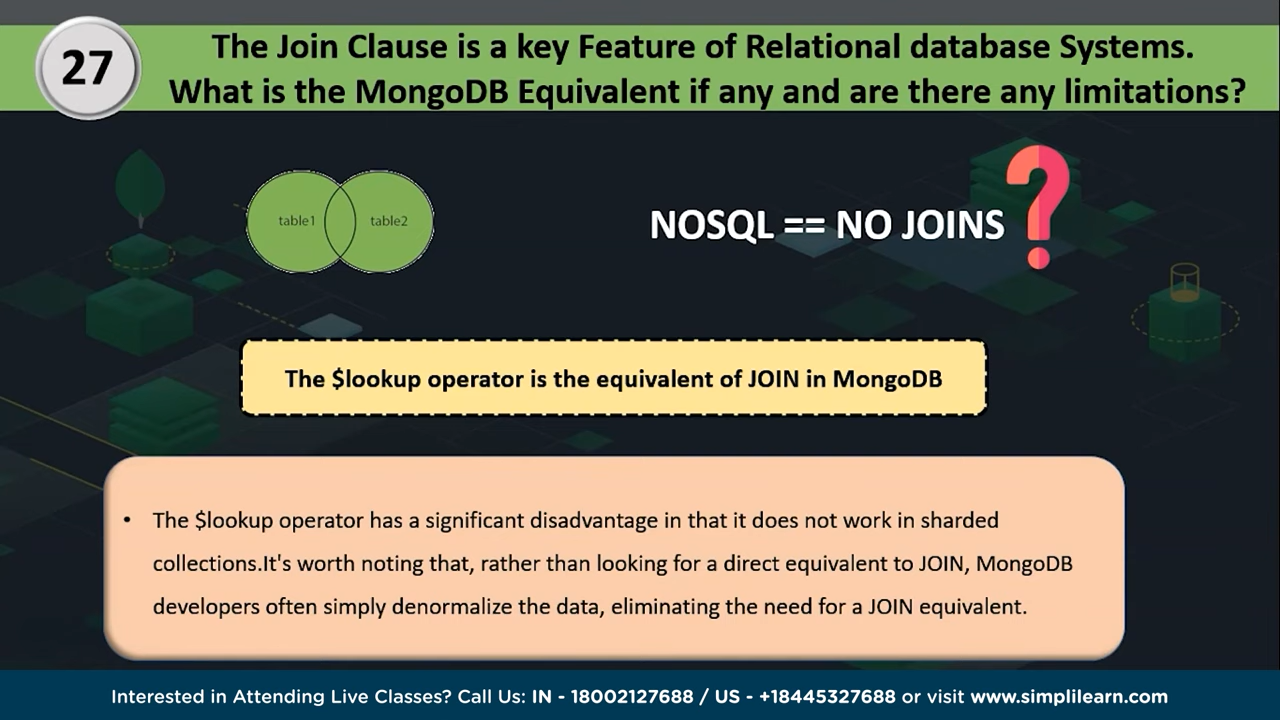 27
The Join Clause is a key Feature of Relational database Systems.
What is the MongoDB Equivalent if any and are there any limitations?
table1
table2
NOSQL == NO JOINS ?
The $lookup operator is the equivalent of JOIN in MongoDB
• The $lookup operator has a significant disadvantage in that it does not work in sharded
collections.It's worth noting that, rather than looking for a direct equivalent to JOIN, MongoDB
developers often simply denormalize the data, eliminating the need for a JOIN equivalent.
Interested in Attending Live Classes? Call Us: IN - 18002127688 / US - +18445327688 or visit www.simplilearn.com